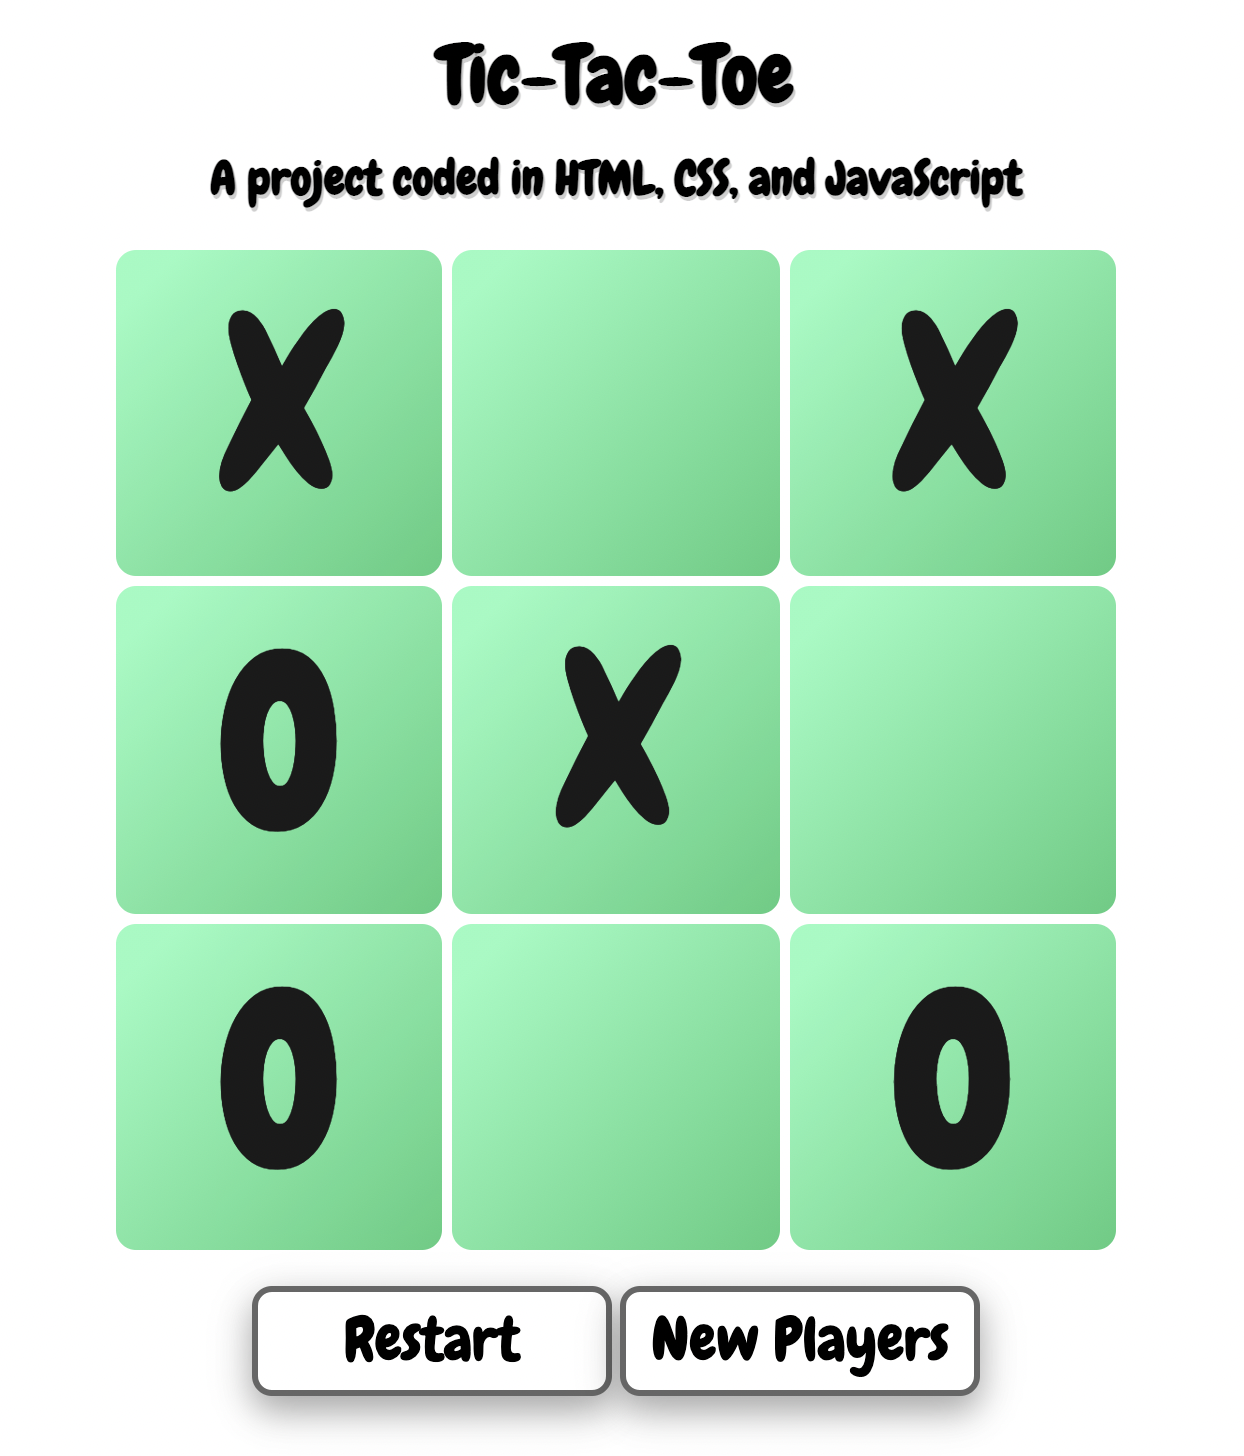 Tic-Tac-Toe
A project coded in HTML, CSS, and JavaScript
X X
O X
O O
Restart New Players